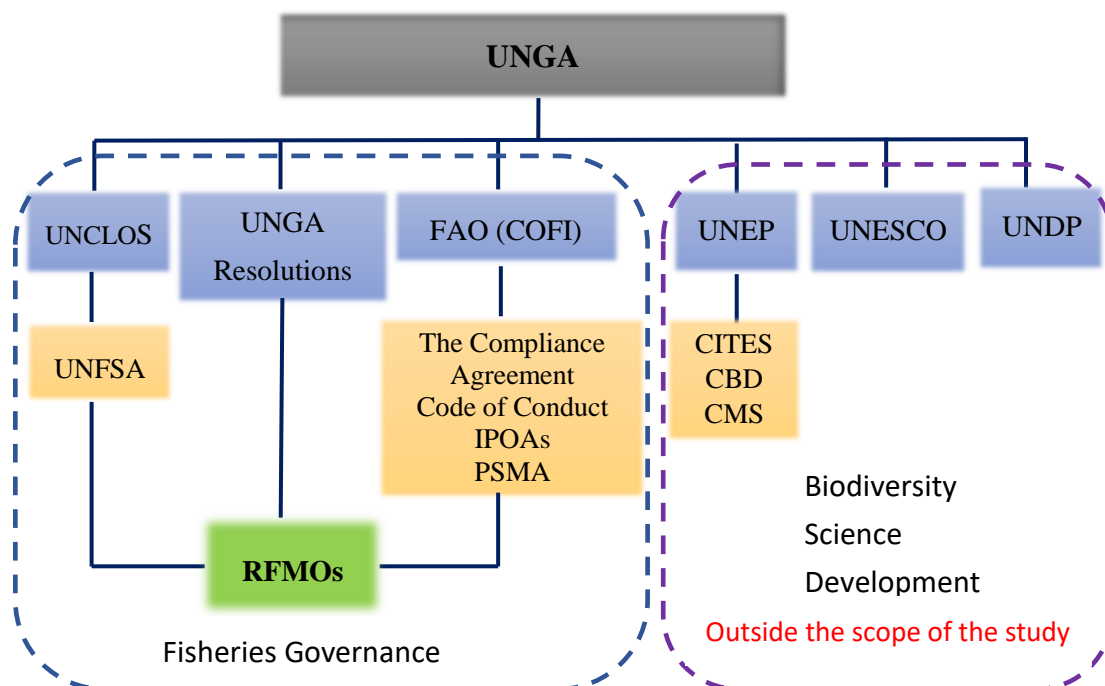 UNGA
UNCLOS
UNGA
Resolutions
FAO (COFI)
UNEP
UNESCO
UNDP
UNFSA
The Compliance
Agreement
Code of Conduct
IPOAs
PSMA
CITES
CBD
CMS
RFMOs
Fisheries Governance
Biodiversity
Science
Development
Outside the scope of the study